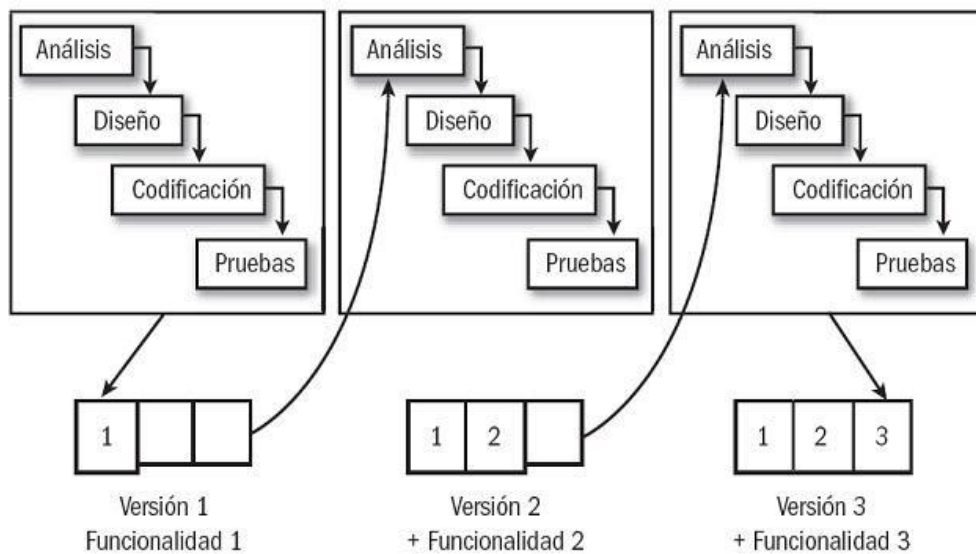 Análisis
Diseño
Codificación
Pruebas
Análisis
Diseño
Codificación
Pruebas
Análisis
Diseño
Codificación
Pruebas
1
1 2
1 2 3
Versión 1
Funcionalidad 1
Versión 2
+ Funcionalidad 2
Versión 3
+ Funcionalidad 3